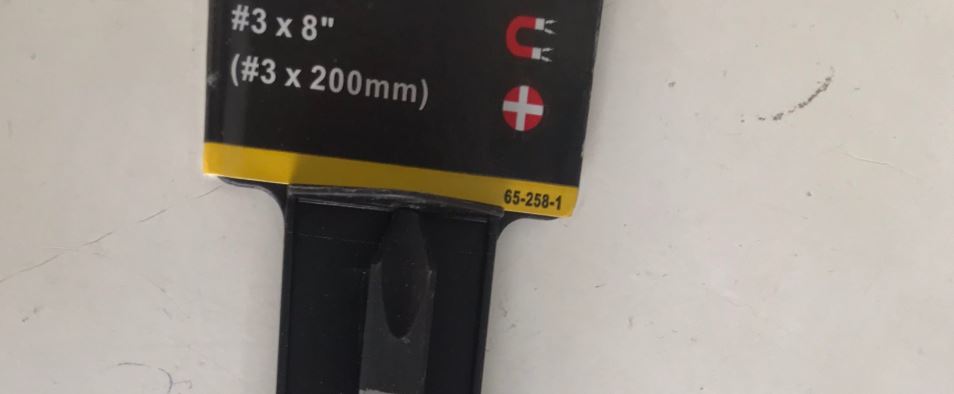 #3 x 8"
(#3 x 200mm)
65-258-1